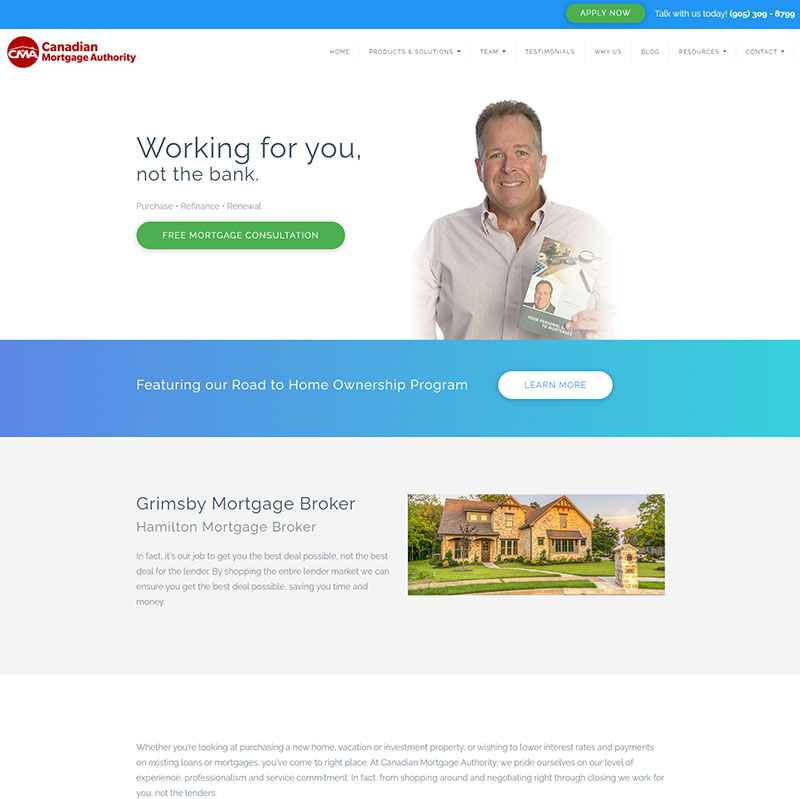 APPLY NOW
Talk with us today! (905) 309 - 8799
CMA
Canadian
Mortgage Authority
HOME
PRODUCTS & SOLUTIONS
TEAM
TESTIMONIALS
WHY US
BLOG
RESOURCES
CONTACT
Working for you,
not the bank.
Purchase • Refinance • Renewal
FREE MORTGAGE CONSULTATION
YOUR PERSONAL
TO MORTGAGES
Featuring our Road to Home Ownership Program
LEARN MORE
Grimsby Mortgage Broker
Hamilton Mortgage Broker
In fact, it's our job to get you the best deal possible, not the best
deal for the lender. By shopping the entire lender market we can
ensure you get the best deal possible, saving you time and
money.
Whether you're looking at purchasing a new home, vacation or investment property, or wishing to lower interest rates and payments
on existing loans or mortgages, you've come to right place. At Canadian Mortgage Authority, we pride ourselves on our level of
experience, professionalism and service commitment. In fact, from shopping around and negotiating right through closing we work for
you, not the lenders.